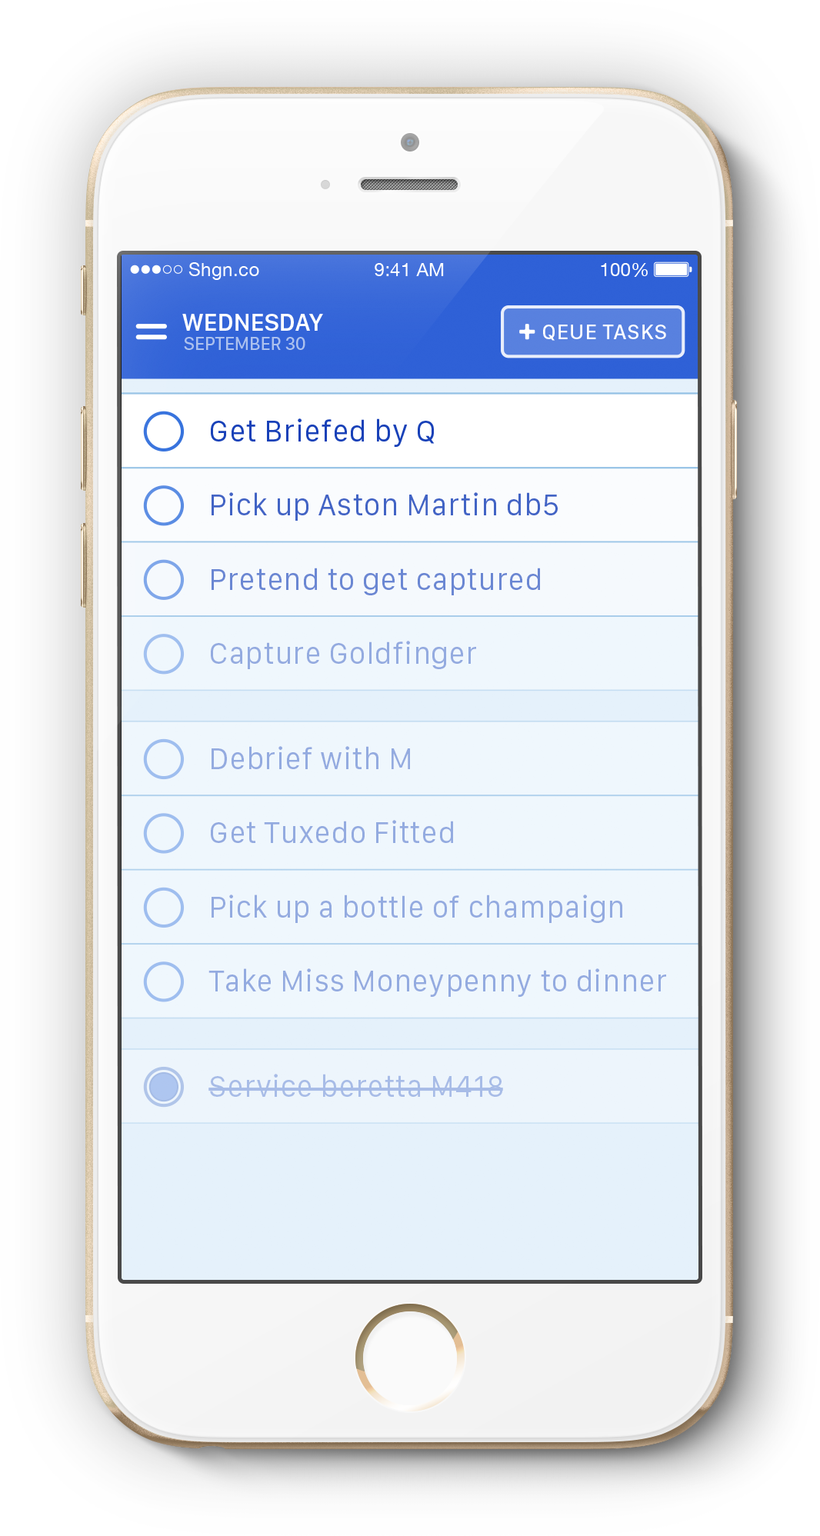 Shgn.co 9:41 AM 100%
WEDNESDAY
SEPTEMBER 30
+ QEUE TASKS
Get Briefed by Q
Pick up Aston Martin db5
Pretend to get captured
Capture Goldfinger
Debrief with M
Get Tuxedo Fitted
Pick up a bottle of champaign
Take Miss Moneypenny to dinner
Service beretta M418